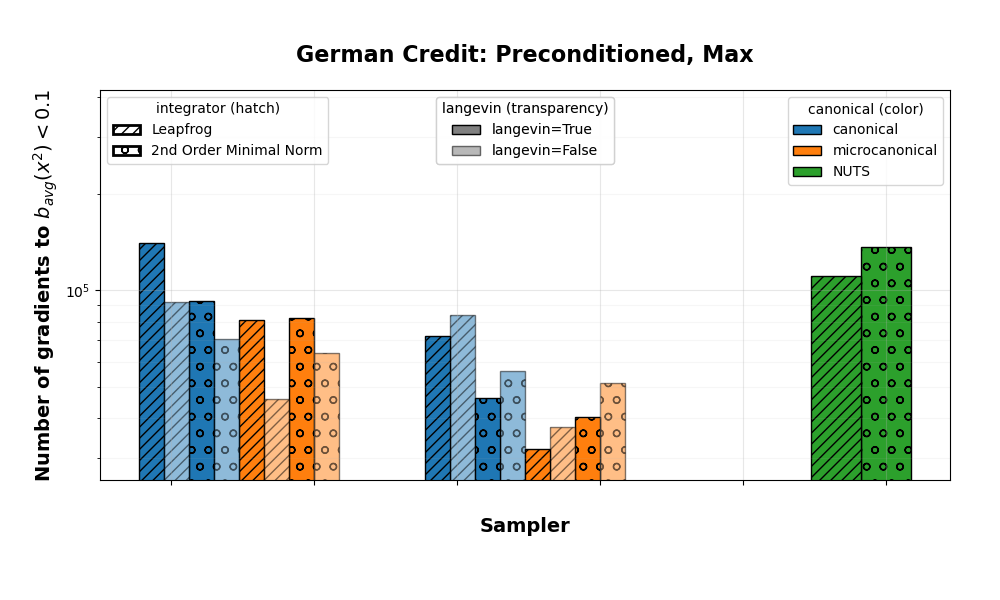 German Credit: Preconditioned, Max
Number of gradients to $b_{avg}(x^2) < 0.1$
integrator (hatch)
Leapfrog
2nd Order Minimal Norm
langevin (transparency)
langevin=True
langevin=False
canonical (color)
canonical
microcanonical
NUTS
$10^5$
Sampler